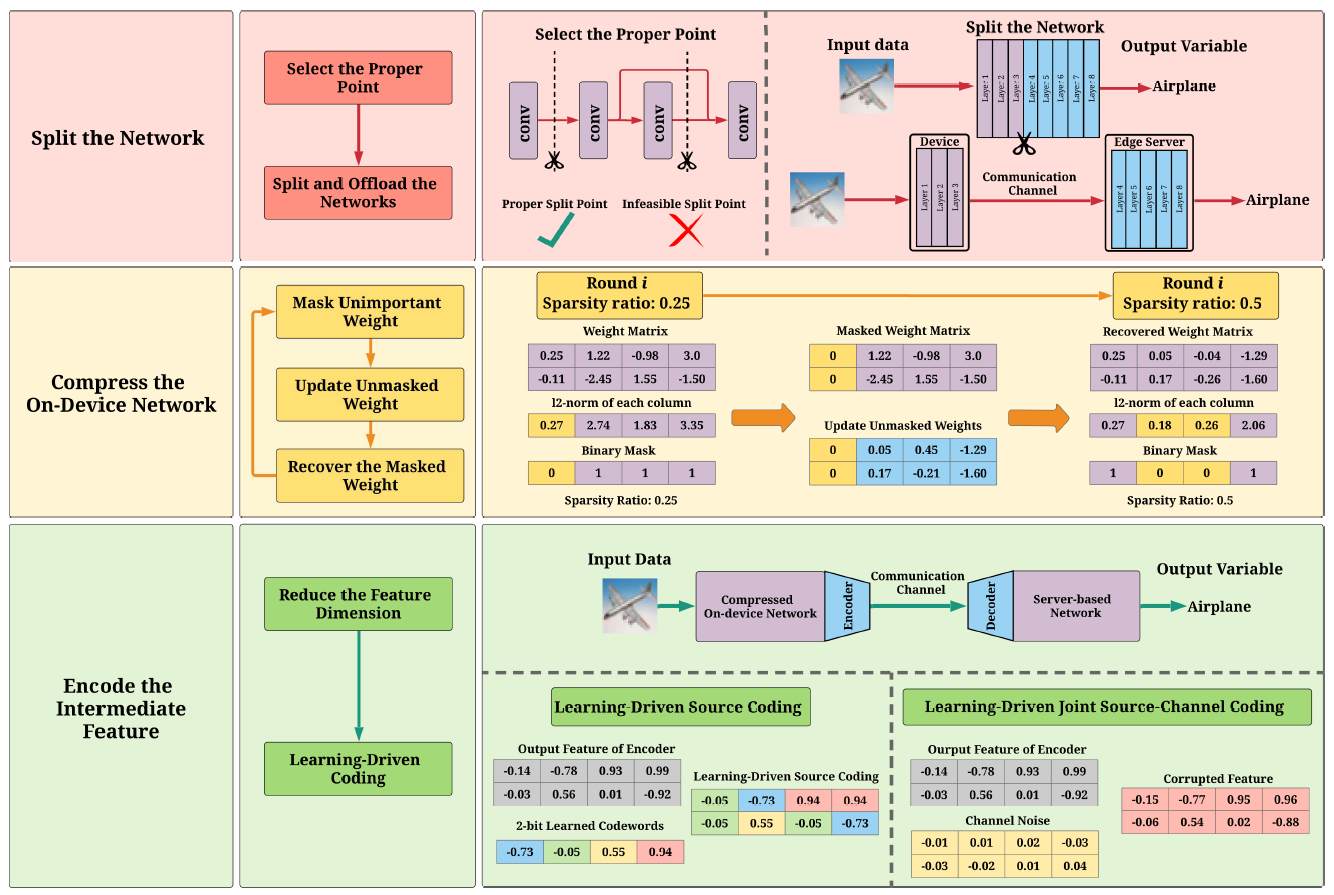 Split the Network
Select the Proper
Point
Split and Offload the
Networks
Select the Proper Point
conv
conv
conv
conv
Proper Split Point
Infeasible Split Point
Split the Network
Input data
Output Variable
Layer 1
Layer 2
Layer 3
Layer 4
Layer 5
Layer 6
Layer 7
Layer 8
Airplane
Device
Layer 1
Layer 2
Layer 3
Communication
Channel
Edge Server
Layer 4
Layer 5
Layer 6
Layer 7
Layer 8
Airplane
Compress the
On-Device Network
Mask Unimportant
Weight
Update Unmasked
Weight
Recover the Masked
Weight
Round i
Sparsity ratio: 0.25
Round i
Sparsity ratio: 0.5
Weight Matrix
0.25 1.22 -0.98 3.0
-0.11 -2.45 1.55 -1.50
l2-norm of each column
0.27 2.74 1.83 3.35
Binary Mask
0 1 1 1
Sparsity Ratio: 0.25
Masked Weight Matrix
0 1.22 -0.98 3.0
0 -2.45 1.55 -1.50
Update Unmasked Weights
0 0.05 0.45 -1.29
0 0.17 -0.21 -1.60
Recovered Weight Matrix
0.25 0.05 -0.04 -1.29
-0.11 0.17 -0.26 -1.60
l2-norm of each column
0.27 0.18 0.26 2.06
Binary Mask
1 0 0 1
Sparsity Ratio: 0.5
Encode the
Intermediate
Feature
Reduce the Feature
Dimension
Learning-Driven
Coding
Input Data
Compressed
On-device Network
Encoder
Communication
Channel
Decoder
Server-based
Network
Output Variable
Airplane
Learning-Driven Source Coding
Output Feature of Encoder
-0.14 -0.78 0.93 0.99
-0.03 0.56 0.01 -0.92
2-bit Learned Codewords
-0.73 -0.05 0.55 0.94
Learning-Driven Source Coding
-0.05 -0.73 0.94 0.94
-0.05 0.55 -0.05 -0.73
Learning-Driven Joint Source-Channel Coding
Ourput Feature of Encoder
-0.14 -0.78 0.93 0.99
-0.03 0.56 0.01 -0.92
Channel Noise
-0.01 0.01 0.02 -0.03
-0.03 -0.02 0.01 0.04
Corrupted Feature
-0.15 -0.77 0.95 0.96
-0.06 0.54 0.02 -0.88